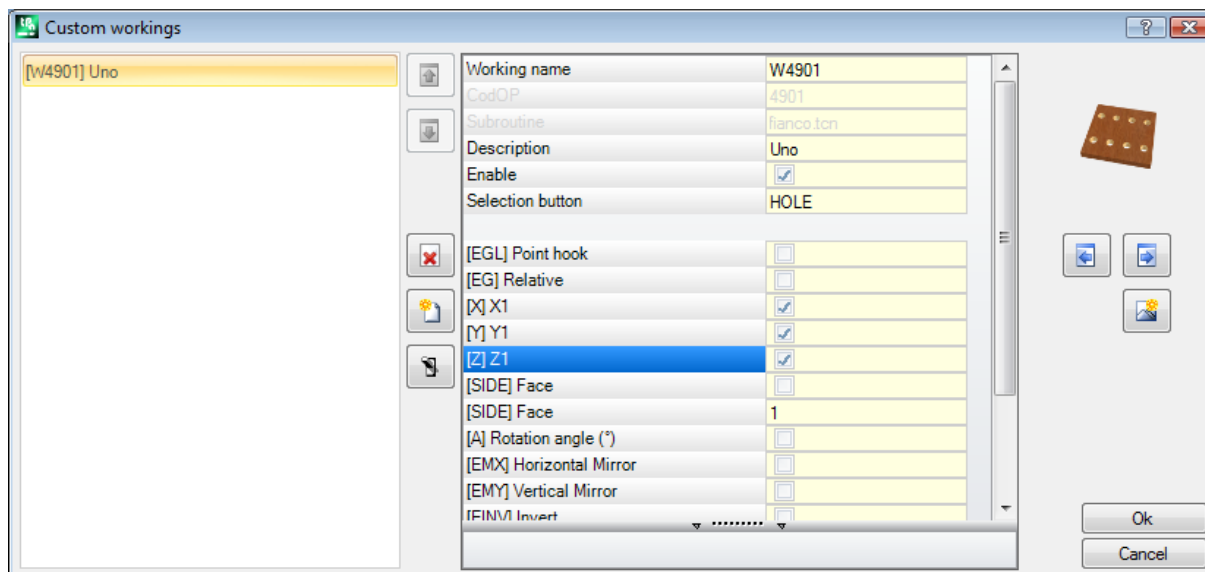 Custom workings
[W4901] Uno
Working name W4901
CodOP 4901
Subroutine fianco.tcn
Description Uno
Enable
Selection button HOLE
[EGL] Point hook
[EG] Relative
[X] X1
[Y] Y1
[Z] Z1
[SIDE] Face
[SIDE] Face 1
[A] Rotation angle (°)
[EMX] Horizontal Mirror
[EMY] Vertical Mirror
[EINV] Invert
Ok
Cancel